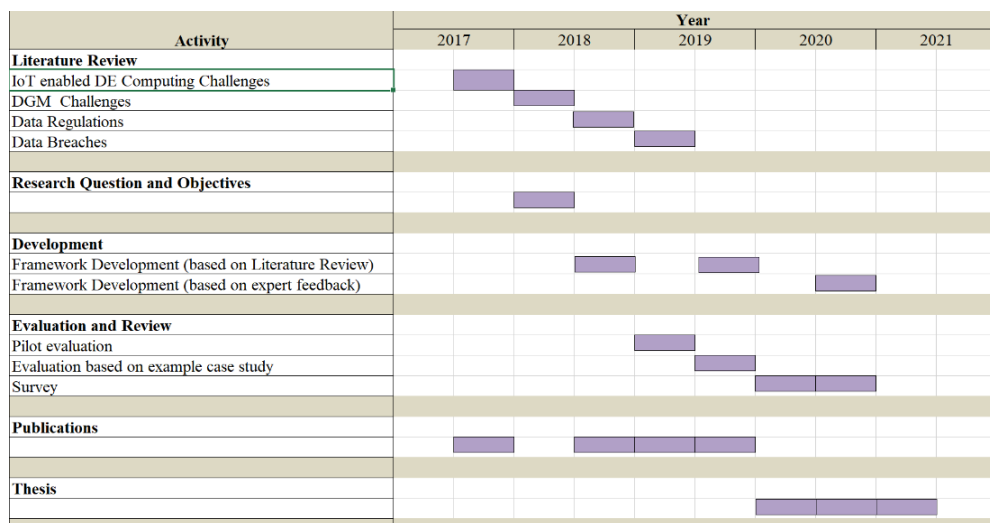 Year
Activity
2017 2018 2019 2020 2021
Literature Review
IoT enabled DE Computing Challenges
DGM Challenges
Data Regulations
Data Breaches
Research Question and Objectives
Development
Framework Development (based on Literature Review)
Framework Development (based on expert feedback)
Evaluation and Review
Pilot evaluation
Evaluation based on example case study
Survey
Publications
Thesis